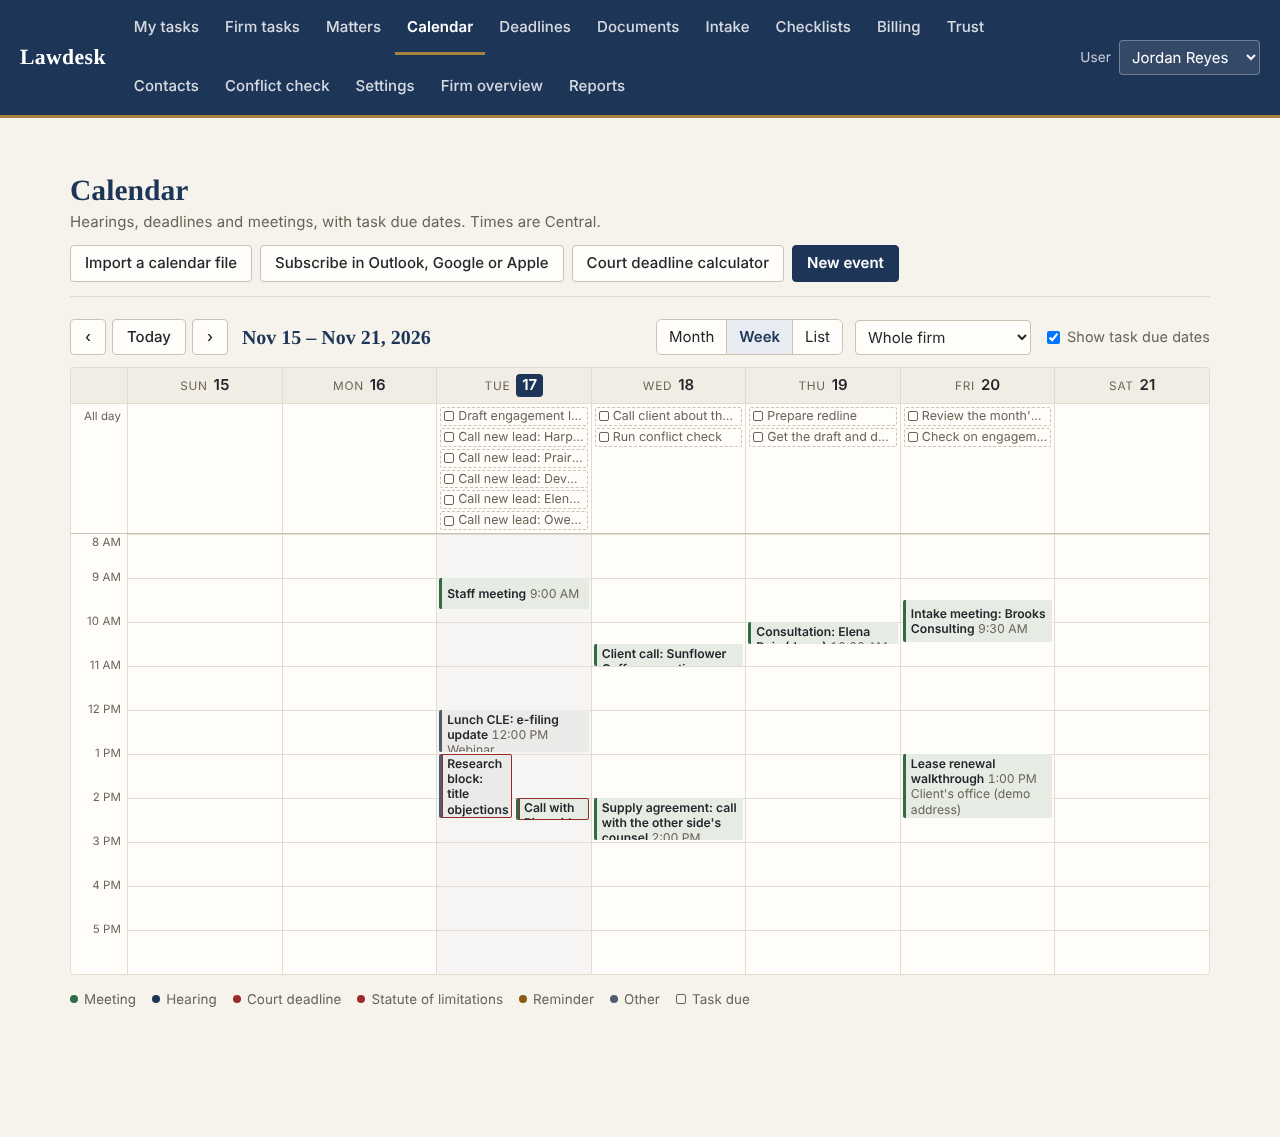 Lawdesk
My tasks Firm tasks Matters Calendar Deadlines Documents Intake Checklists Billing Trust
Contacts Conflict check Settings Firm overview Reports
User Jordan Reyes
Calendar
Hearings, deadlines and meetings, with task due dates. Times are Central.
Import a calendar file Subscribe in Outlook, Google or Apple Court deadline calculator New event
‹ Today › Nov 15 – Nov 21, 2026 Month Week List Whole firm Show task due dates
SUN 15 MON 16 TUE 17 WED 18 THU 19 FRI 20 SAT 21
All day
Draft engagement l...
Call new lead: Harp...
Call new lead: Prair...
Call new lead: Dev...
Call new lead: Elen...
Call new lead: Owe...
Call client about th...
Run conflict check
Prepare redline
Get the draft and d...
Review the month'...
Check on engagem...
8 AM
9 AM
10 AM
11 AM
12 PM
1 PM
2 PM
3 PM
4 PM
5 PM
Staff meeting 9:00 AM
Lunch CLE: e-filing
update 12:00 PM
Webinar
Research
block:
title
objections
Call with
Client call: Sunflower
Supply agreement: call
with the other side's
counsel 2:00 PM
Consultation: Elena
Intake meeting: Brooks
Consulting 9:30 AM
Lease renewal
walkthrough 1:00 PM
Client's office (demo
address)
Meeting Hearing Court deadline Statute of limitations Reminder Other Task due